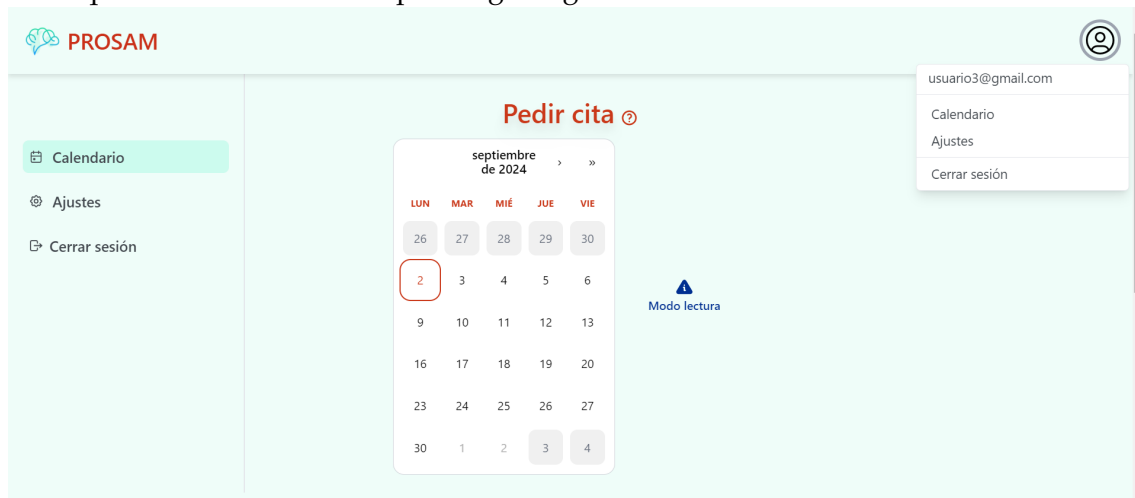 PROSAM
usuario3@gmail.com
Calendario
Ajustes
Cerrar sesión
Calendario
Ajustes
Cerrar sesión
Pedir cita ?
septiembre
de 2024 › »
LUN MAR MIÉ JUE VIE
26 27 28 29 30
2 3 4 5 6
9 10 11 12 13
16 17 18 19 20
23 24 25 26 27
30 1 2 3 4
Modo lectura